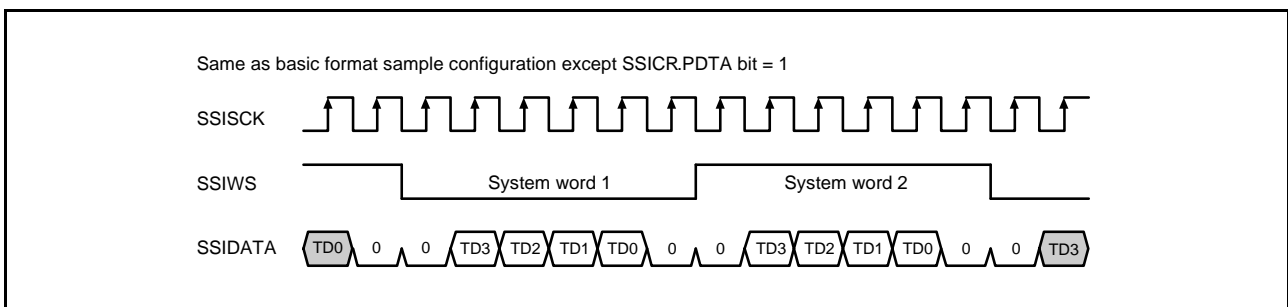 Same as basic format sample configuration except SSICR.PDTA bit = 1
SSISCK
SSIWS System word 1 System word 2
SSIDATA TD0 0 0 TD3 TD2 TD1 TD0 0 0 TD3 TD2 TD1 TD0 0 0 TD3